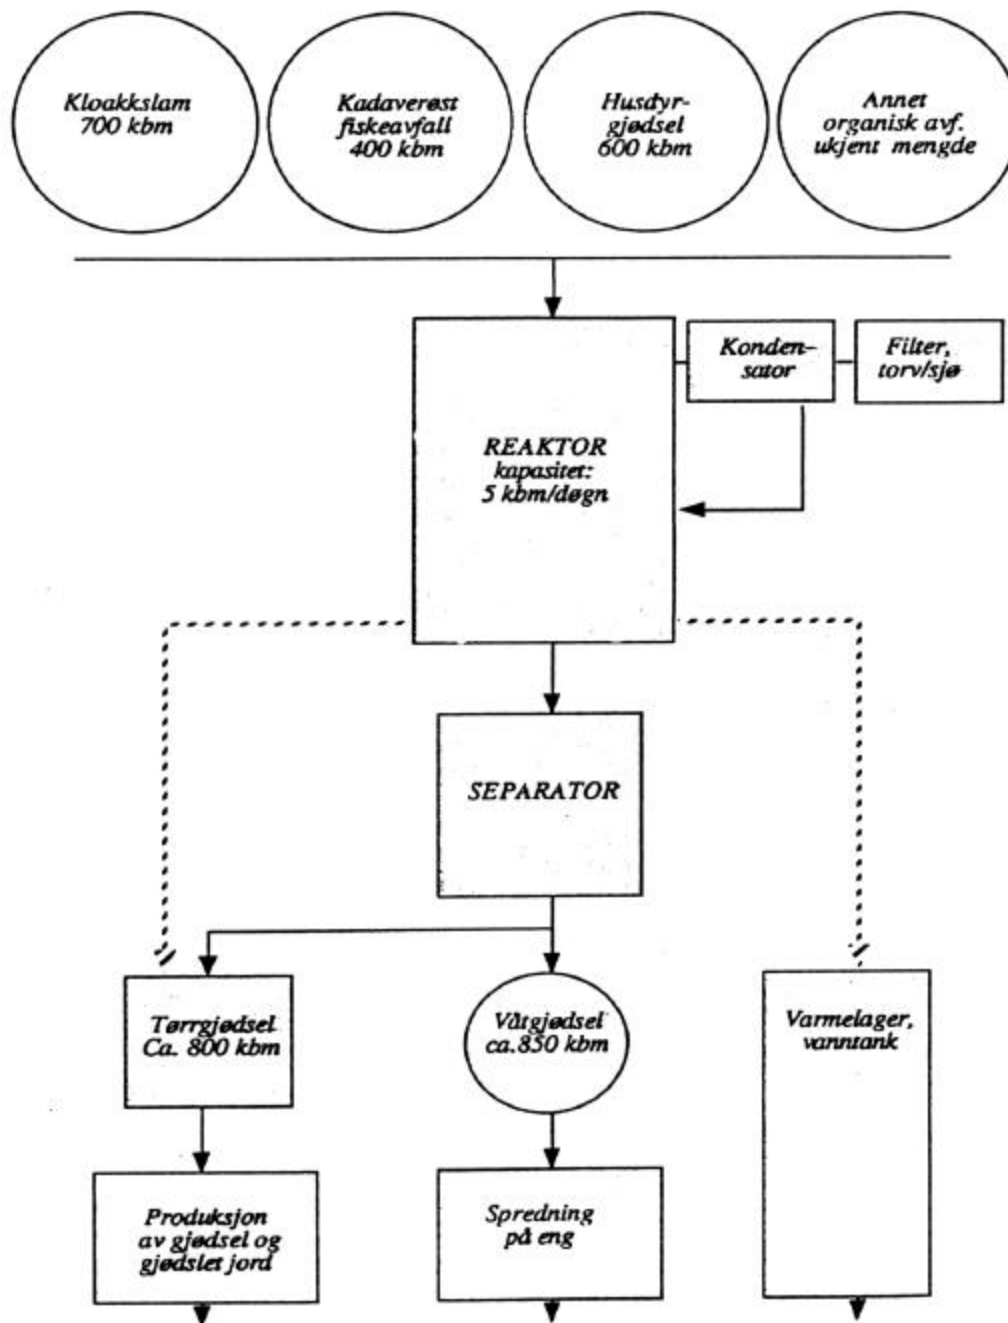 Kloakkslam
700 kbm
Kadaverøst
fiskeavfall
400 kbm
Husdyr-
gjødsel
600 kbm
Annet
organisk avf.
ukjent mengde
REAKTOR
kapasitet:
5 kbm/døgn
Konden-
sator
Filter,
torv/sjø
SEPARATOR
Tørrgjødsel
Ca. 800 kbm
Våtgjødsel
ca.850 kbm
Varmelager,
vanntank
Produksjon
av gjødsel og
gjødslet jord
Spredning
på eng